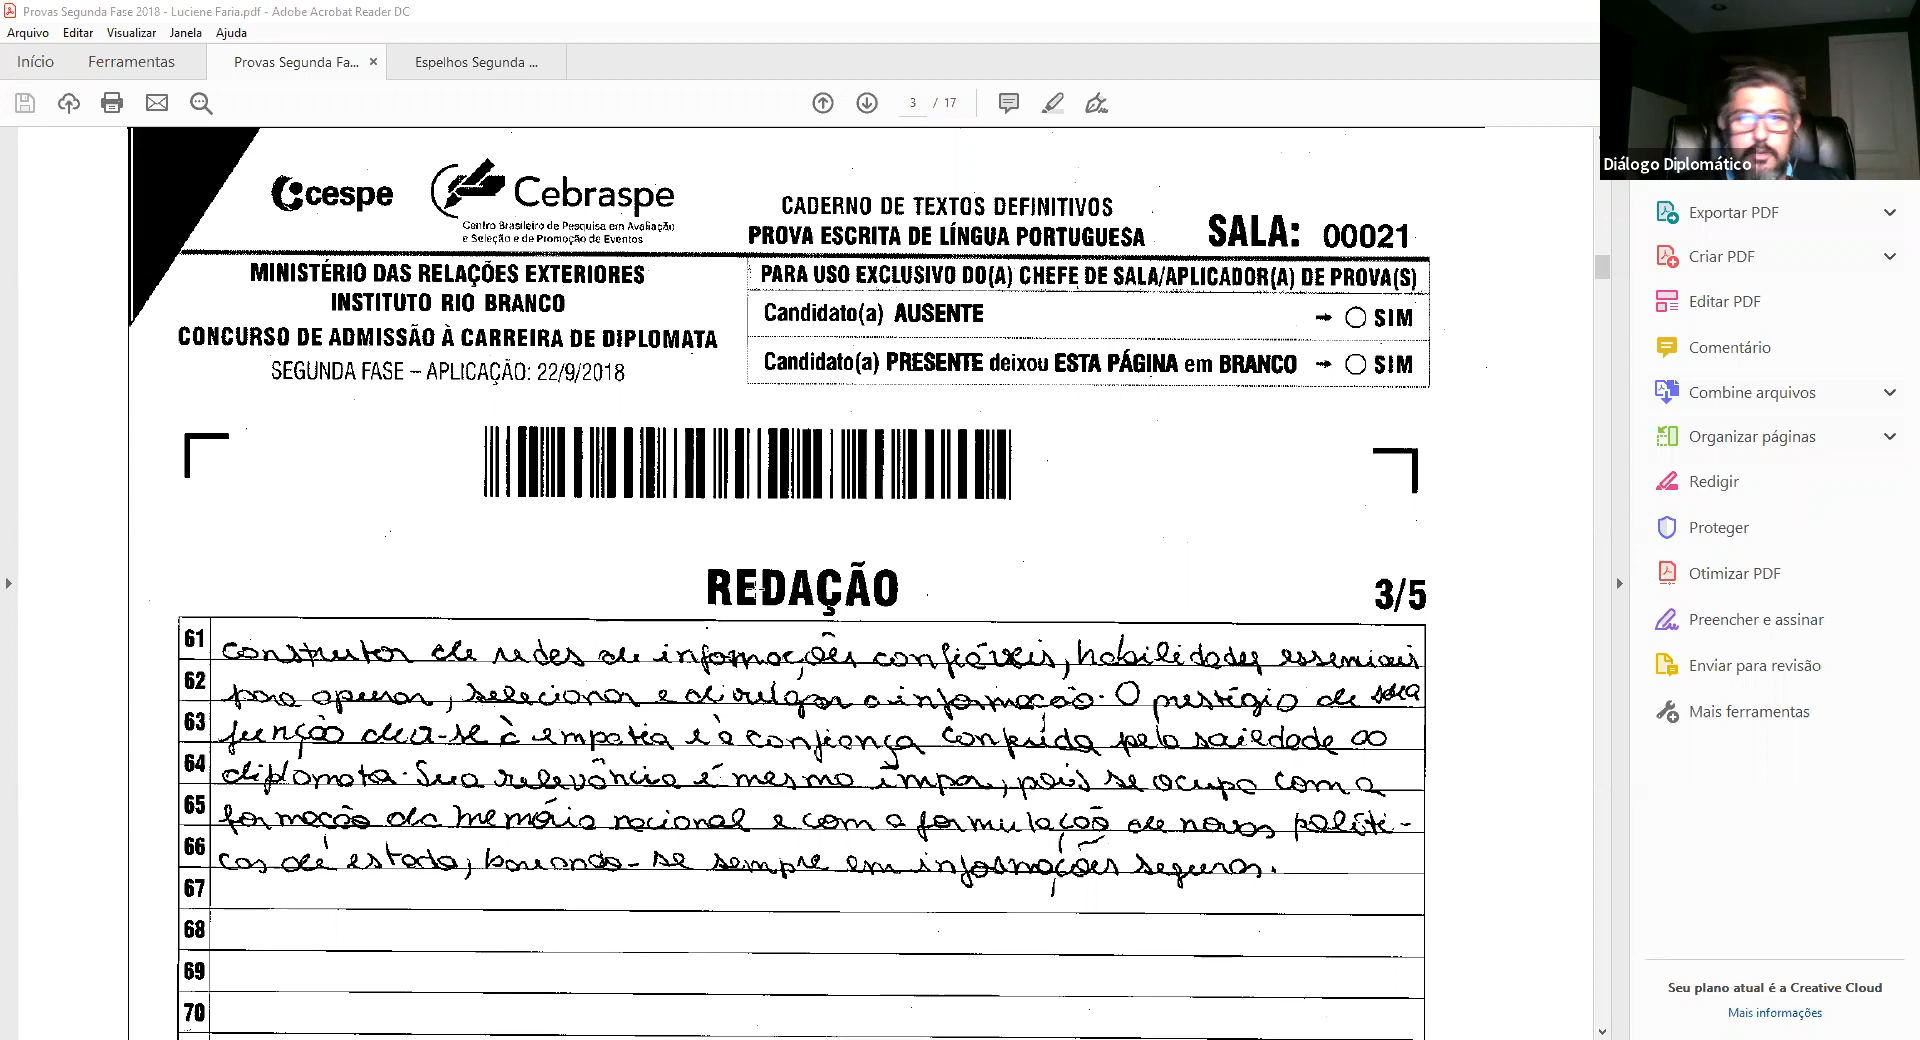 Provas Segunda Fase 2018 - Luciene Faria.pdf - Adobe Acrobat Reader DC
Arquivo Editar Visualizar Janela Ajuda
Início Ferramentas Provas Segunda Fa... × Espelhos Segunda ...
3 / 17
Diálogo Diplomático
cespe Cebraspe
Centro Brasileiro de Pesquisa em Avaliação
e Seleção e de Promoção de Eventos
CADERNO DE TEXTOS DEFINITIVOS
PROVA ESCRITA DE LÍNGUA PORTUGUESA
SALA: 00021
MINISTÉRIO DAS RELAÇÕES EXTERIORES
INSTITUTO RIO BRANCO
CONCURSO DE ADMISSÃO À CARREIRA DE DIPLOMATA
SEGUNDA FASE – APLICAÇÃO: 22/9/2018
PARA USO EXCLUSIVO DO(A) CHEFE DE SALA/APLICADOR(A) DE PROVA(S)
Candidato(a) AUSENTE → SIM
Candidato(a) PRESENTE deixou ESTA PÁGINA em BRANCO → SIM
REDAÇÃO
3/5
61 construtor de redes de informações confiáveis, habilidades essenciais
62 para apurar, selecionar e divulgar a informação. O prestígio de sua
63 função deve-se à empatia e à confiança conferida pela sociedade ao
64 diplomata. Sua relevância é mesmo ímpar, pois se ocupa com a
65 formação da memória nacional e com a formulação de novas políti-
66 cas de estado, baseando-se sempre em informações seguras.
67
68
69
70
Exportar PDF
Criar PDF
Editar PDF
Comentário
Combine arquivos
Organizar páginas
Redigir
Proteger
Otimizar PDF
Preencher e assinar
Enviar para revisão
Mais ferramentas
Seu plano atual é a Creative Cloud
Mais informações